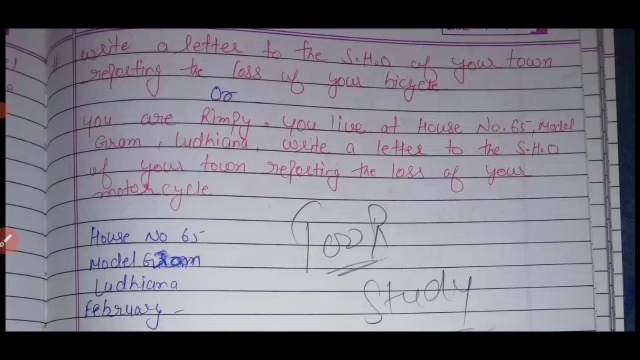 write a letter to the S.H.O of your town
reporting the loss of your bicycle
Or
You are Rimpy. You live at House No. 65, Model
Gram, Ludhiana, write a letter to the S.H.O
of your town reporting the loss of your
motorcycle
House No 65
Model Gram
Ludhiana
February -
Study